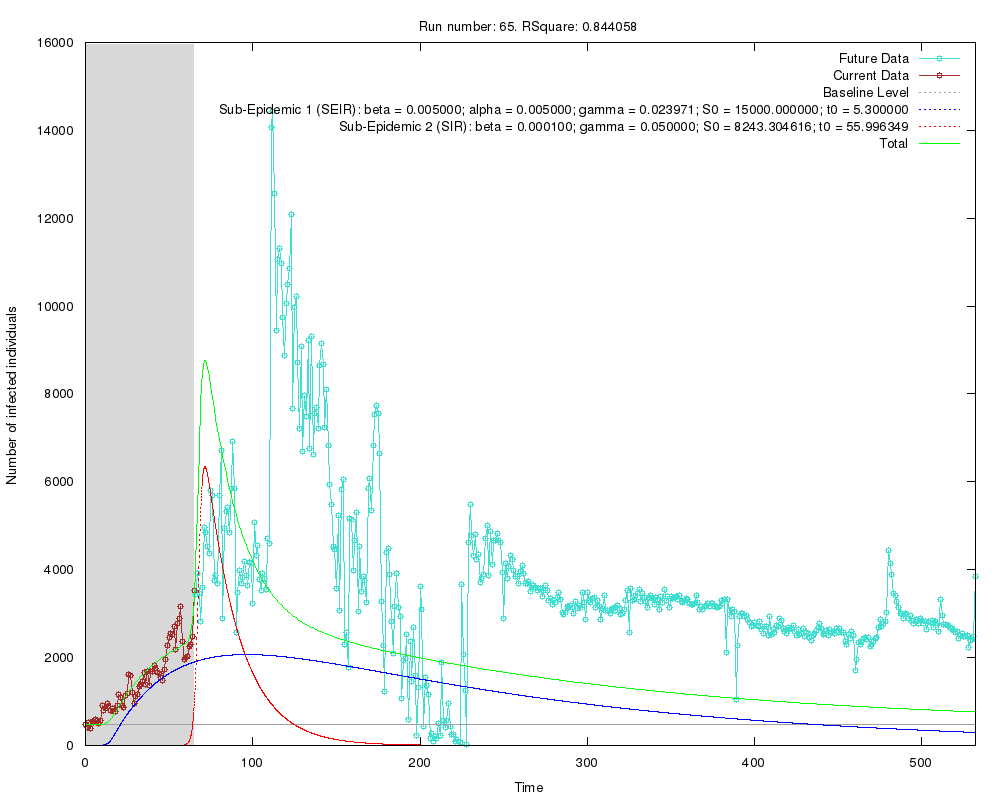 Run number: 65. RSquare: 0.844058
16000
14000
12000
10000
8000
6000
4000
2000
0
Number of infected individuals
Future Data
Current Data
Baseline Level
Sub-Epidemic 1 (SEIR): beta = 0.005000; alpha = 0.005000; gamma = 0.023971; S0 = 15000.000000; t0 = 5.300000
Sub-Epidemic 2 (SIR): beta = 0.000100; gamma = 0.050000; S0 = 8243.304616; t0 = 55.996349
Total
0 100 200 300 400 500
Time